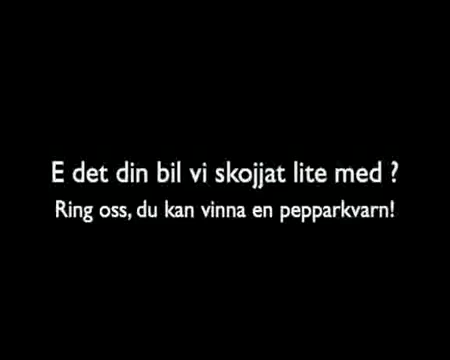 E det din bil vi skojjat lite med ?
Ring oss, du kan vinna en pepparkvarn!